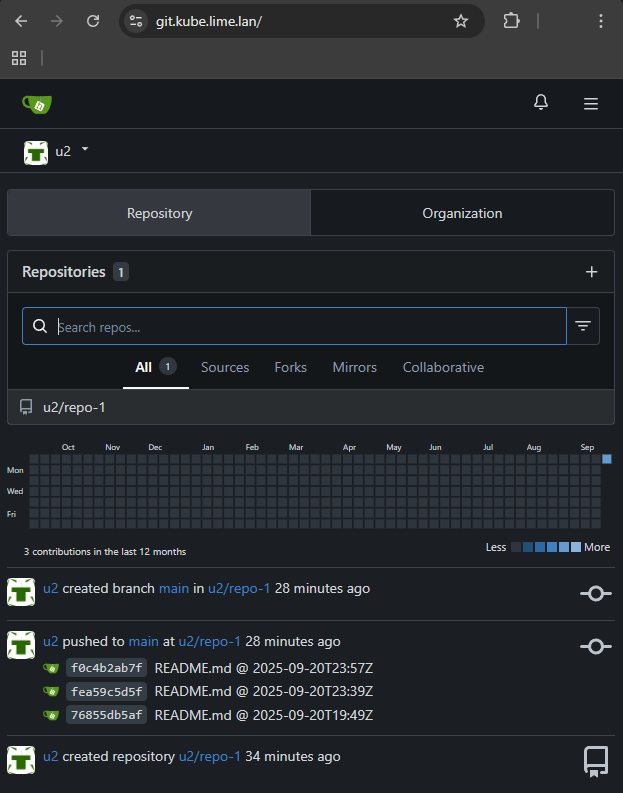 git.kube.lime.lan/
u2
Repository
Organization
Repositories 1
Search repos...
All 1 Sources Forks Mirrors Collaborative
u2/repo-1
Oct Nov Dec Jan Feb Mar Apr May Jun Jul Aug Sep
Mon
Wed
Fri
3 contributions in the last 12 months
Less More
u2 created branch main in u2/repo-1 28 minutes ago
u2 pushed to main at u2/repo-1 28 minutes ago
f0c4b2ab7f README.md @ 2025-09-20T23:57Z
fea59c5d5f README.md @ 2025-09-20T23:39Z
76855db5af README.md @ 2025-09-20T19:49Z
u2 created repository u2/repo-1 34 minutes ago